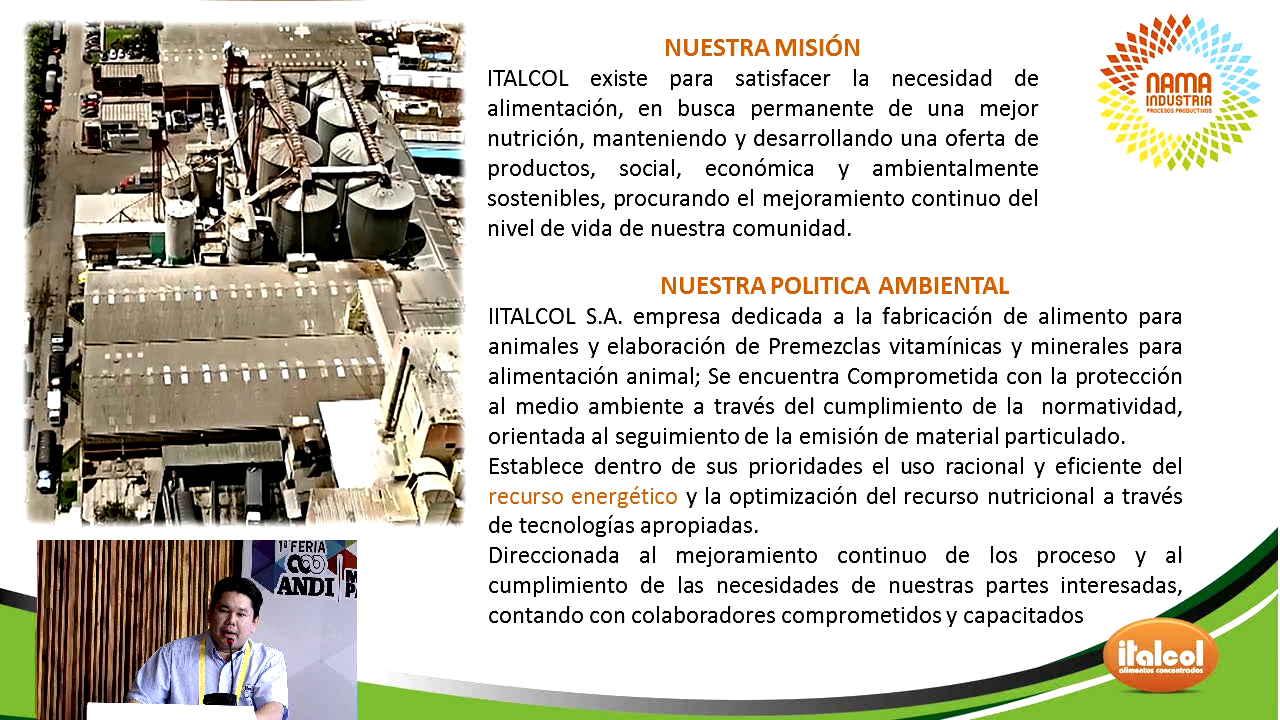 NUESTRA MISIÓN
ITALCOL existe para satisfacer la necesidad de
alimentación, en busca permanente de una mejor
nutrición, manteniendo y desarrollando una oferta de
productos, social, económica y ambientalmente
sostenibles, procurando el mejoramiento continuo del
nivel de vida de nuestra comunidad.
NAMA
INDUSTRIA
PROCESOS PRODUCTIVOS
NUESTRA POLITICA AMBIENTAL
IITALCOL S.A. empresa dedicada a la fabricación de alimento para
animales y elaboración de Premezclas vitamínicas y minerales para
alimentación animal; Se encuentra Comprometida con la protección
al medio ambiente a través del cumplimiento de la normatividad,
orientada al seguimiento de la emisión de material particulado.
Establece dentro de sus prioridades el uso racional y eficiente del
recurso energético y la optimización del recurso nutricional a través
de tecnologías apropiadas.
Direccionada al mejoramiento continuo de los proceso y al
cumplimiento de las necesidades de nuestras partes interesadas,
contando con colaboradores comprometidos y capacitados
1ª FERIA
ANDI
italcol
alimentos concentrados